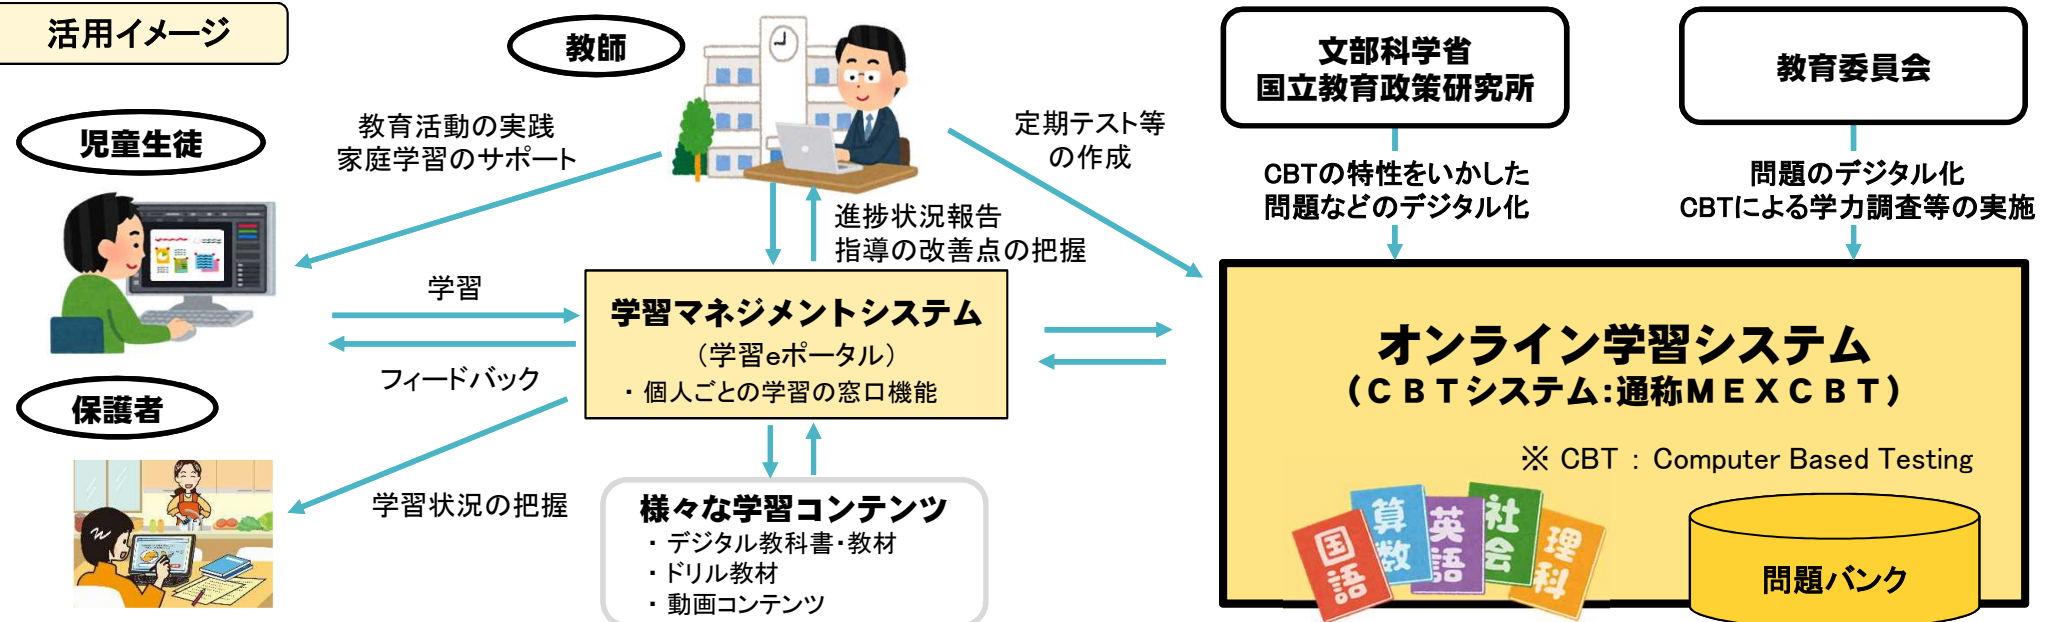 活用イメージ
教師
文部科学省
国立教育政策研究所
教育委員会
児童生徒
教育活動の実践
家庭学習のサポート
定期テスト等
の作成
CBTの特性をいかした
問題などのデジタル化
問題のデジタル化
CBTによる学力調査等の実施
進捗状況報告
指導の改善点の把握
学習
フィードバック
学習マネジメントシステム
（学習eポータル）
・個人ごとの学習の窓口機能
オンライン学習システム
（ＣＢＴシステム：通称ＭＥＸＣＢＴ）
※ CBT ： Computer Based Testing
保護者
学習状況の把握
様々な学習コンテンツ
・デジタル教科書・教材
・ドリル教材
・動画コンテンツ
国語
算数
英語
社会
理科
問題バンク